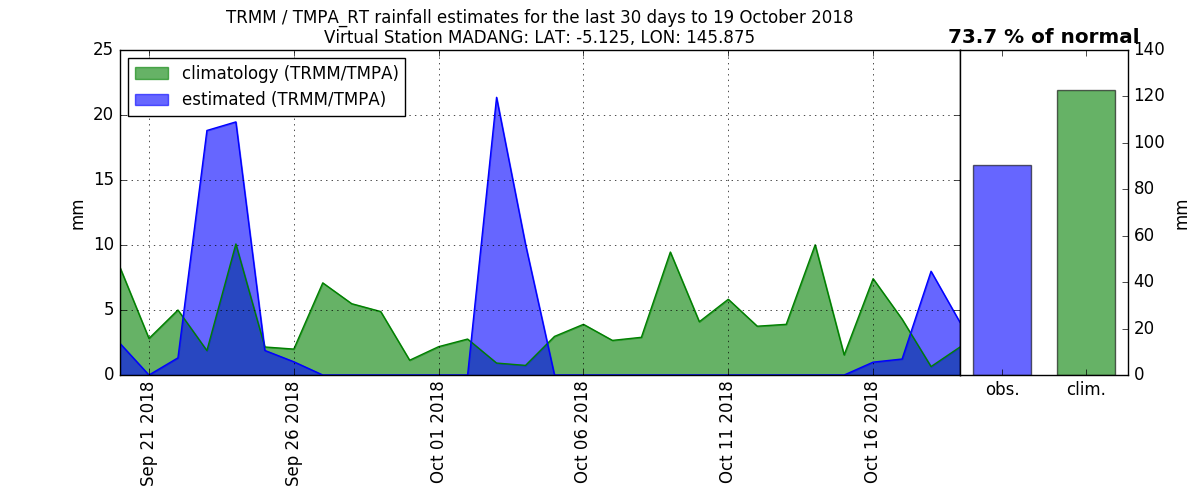 TRMM / TMPA_RT rainfall estimates for the last 30 days to 19 October 2018
Virtual Station MADANG: LAT: -5.125, LON: 145.875
73.7 % of normal
climatology (TRMM/TMPA)
estimated (TRMM/TMPA)
25
20
15
10
5
0
mm
Sep 21 2018
Sep 26 2018
Oct 01 2018
Oct 06 2018
Oct 11 2018
Oct 16 2018
140
120
100
80
60
40
20
0
mm
obs.
clim.